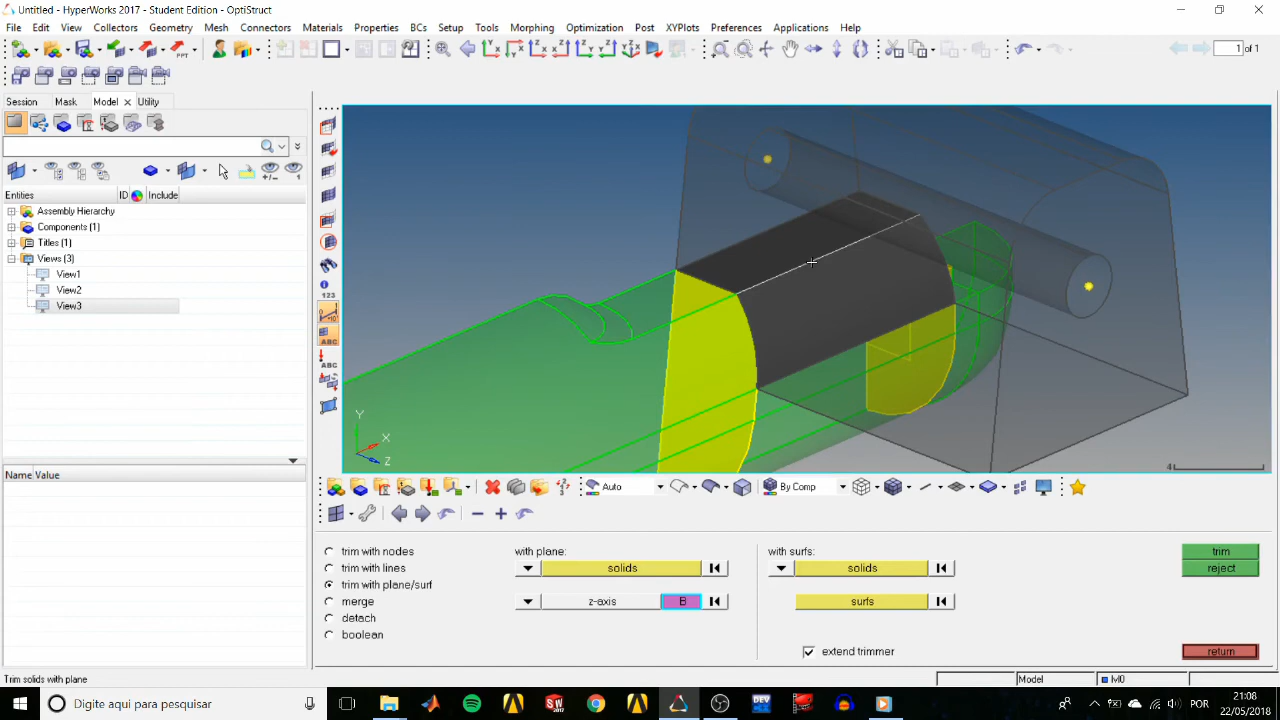 Untitled - HyperWorks 2017 - Student Edition - OptiStruct
File Edit View Collectors Geometry Mesh Connectors Materials Properties BCs Setup Tools Morphing Optimization Post XYPlots Preferences Applications Help
1 of 1
Session Mask Model Utility
Entities ID Include
Assembly Hierarchy
Components (1)
Titles (1)
Views (3)
View1
View2
View3
Name Value
123
ABC
ABC
Y
X
Z
4
Auto By Comp
trim with nodes
trim with lines
trim with plane/surf
merge
detach
boolean
with plane:
solids
z-axis B
with surfs:
solids
surfs
extend trimmer
trim
reject
return
Trim solids with plane
Model lvl0
Digite aqui para pesquisar
POR
21:08
22/05/2018